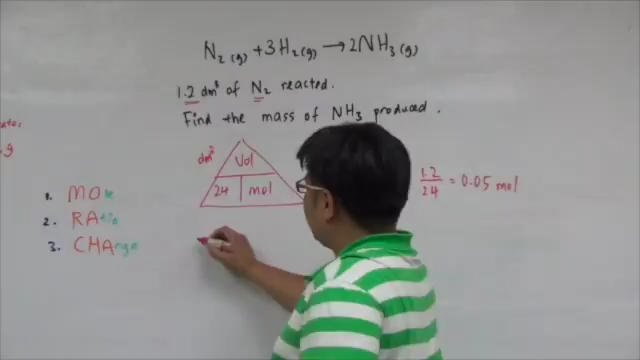 N₂(g) + 3H₂(g) → 2NH₃(g)
1.2 dm³ of N₂ reacted.
Find the mass of NH₃ produced.
g
dm³
Vol
24 mol
1. MOle
2. RAtio
3. CHAnge
1.2
24
= 0.05 mol